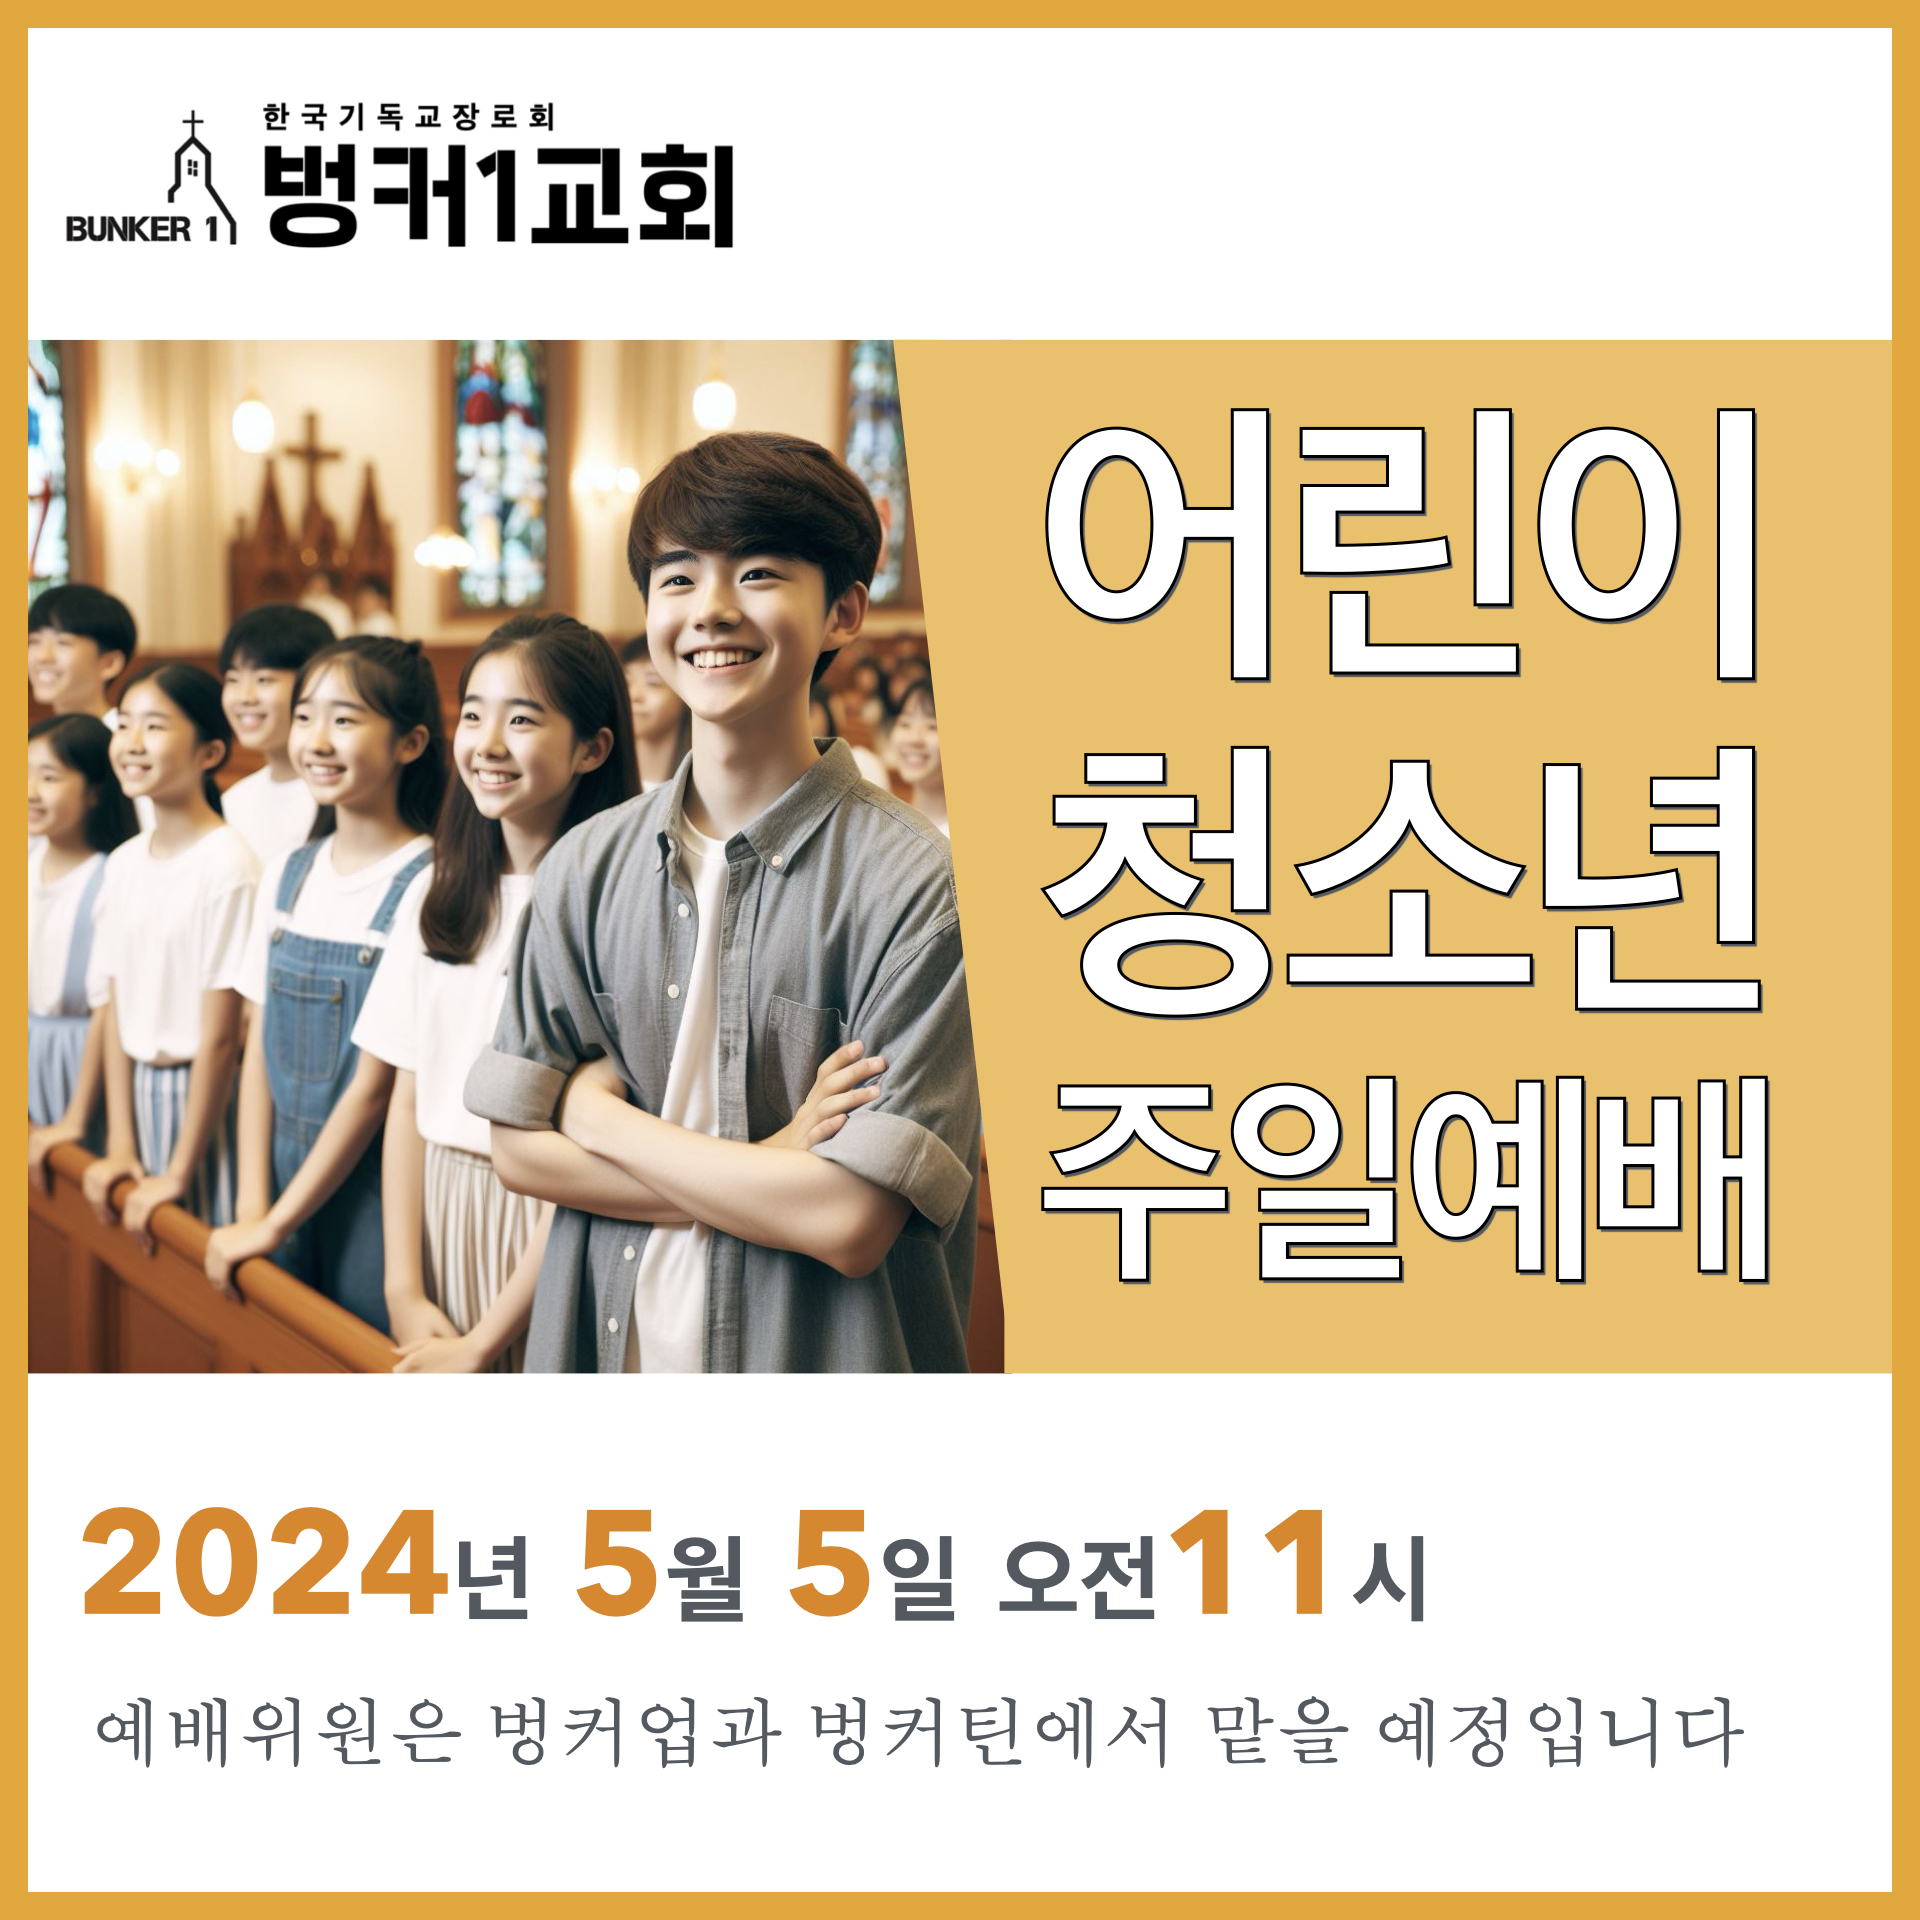 한국기독교장로회
벙커1교회
BUNKER 1
어린이
청소년
주일예배
2024년 5월 5일 오전11시
예배위원은 벙커업과 벙커틴에서 맡을 예정입니다